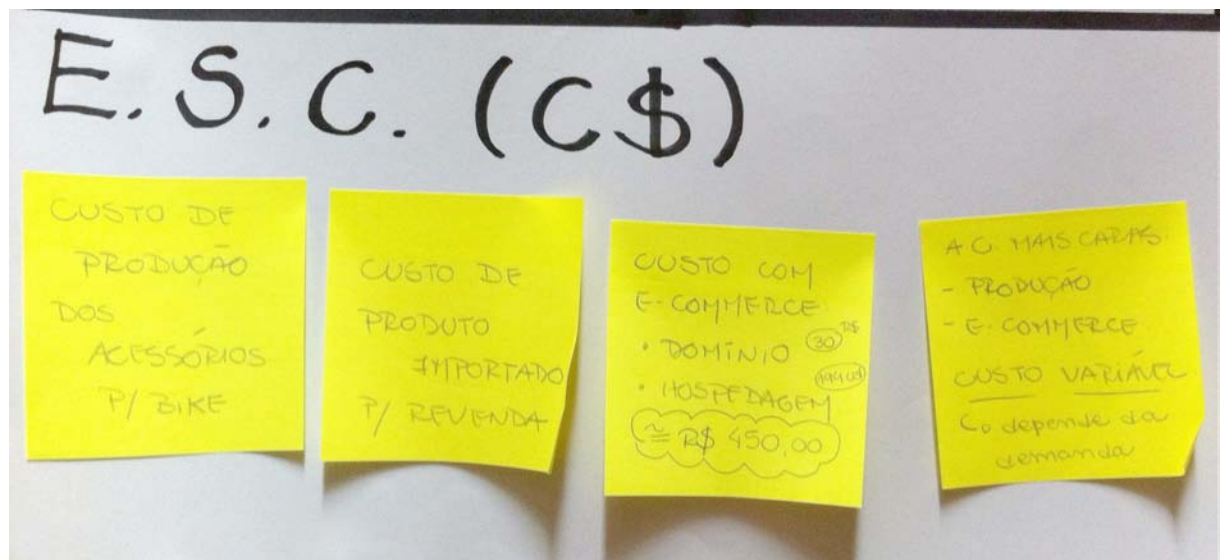 E.S.C. (C$)
CUSTO DE
PRODUÇÃO
DOS
ACESSÓRIOS
P/ BIKE
CUSTO DE
PRODUTO
IMPORTADO
P/ REVENDA
CUSTO COM
E-COMMERCE
• DOMÍNIO 30 R$
• HOSPEDAGEM
≅ R$ 450,00
MAIS CARAS
- PRODUÇÃO
- E-COMMERCE
CUSTO VARIÁVEL
depende da
demanda